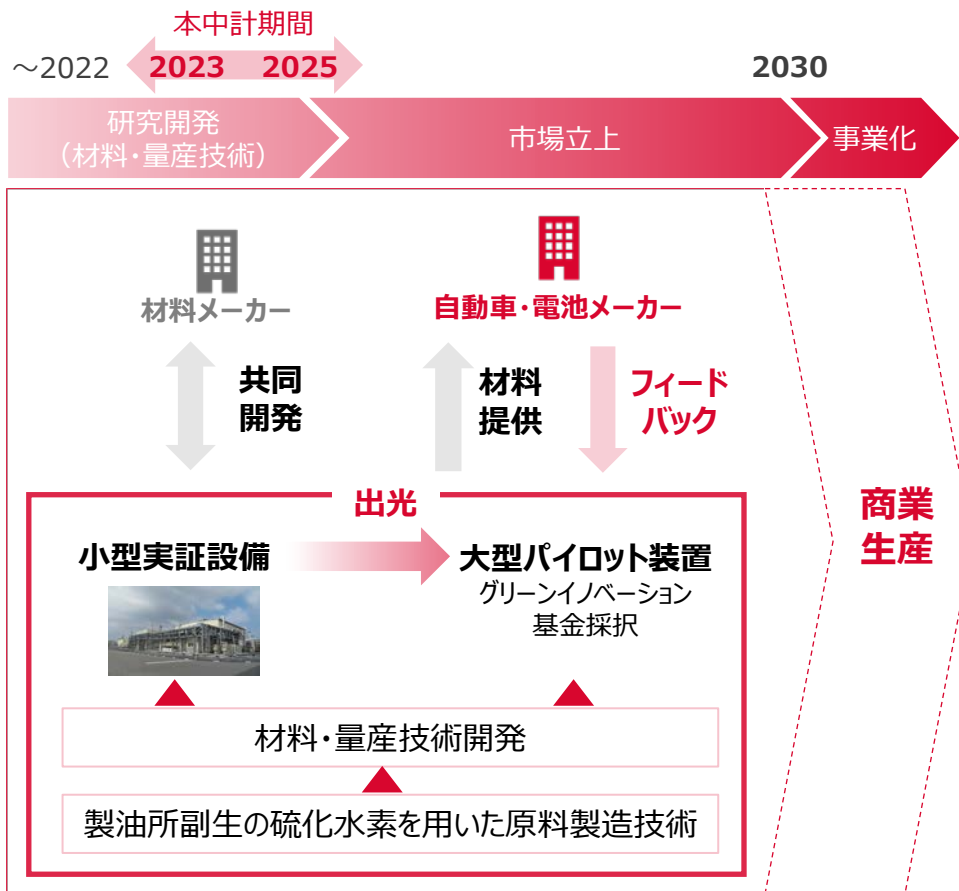 本中計期間
～2022
2023
2025
2030
研究開発
（材料・量産技術）
市場立上
事業化
材料メーカー
自動車・電池メーカー
共同
開発
材料
提供
フィード
バック
商業
生産
出光
小型実証設備
大型パイロット装置
グリーンイノベーション
基金採択
材料・量産技術開発
製油所副生の硫化水素を用いた原料製造技術